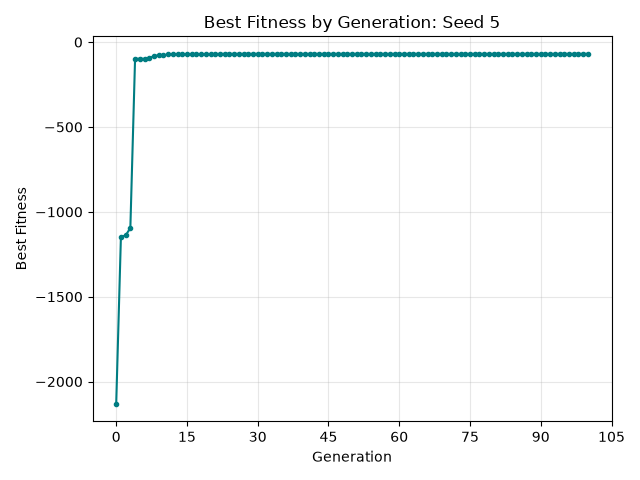 Best Fitness by Generation: Seed 5
Best Fitness
0
−500
−1000
−1500
−2000
0 15 30 45 60 75 90 105
Generation